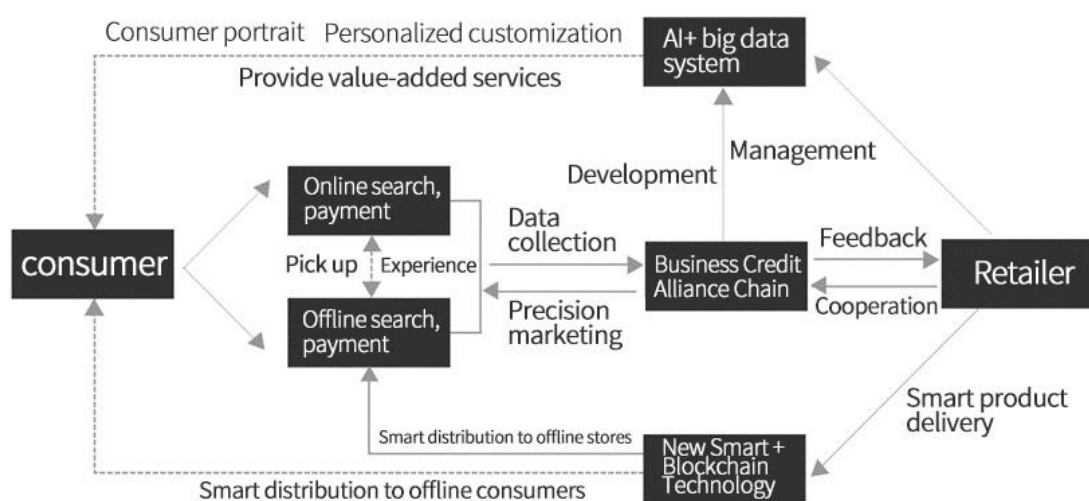 Consumer portrait Personalized customization
Provide value-added services
AI+ big data
system
Development
Management
Online search,
payment
Pick up
Experience
Offline search,
payment
consumer
Data
collection
Precision
marketing
Business Credit
Alliance Chain
Feedback
Cooperation
Retailer
Smart product
delivery
Smart distribution to offline stores
New Smart +
Blockchain
Technology
Smart distribution to offline consumers